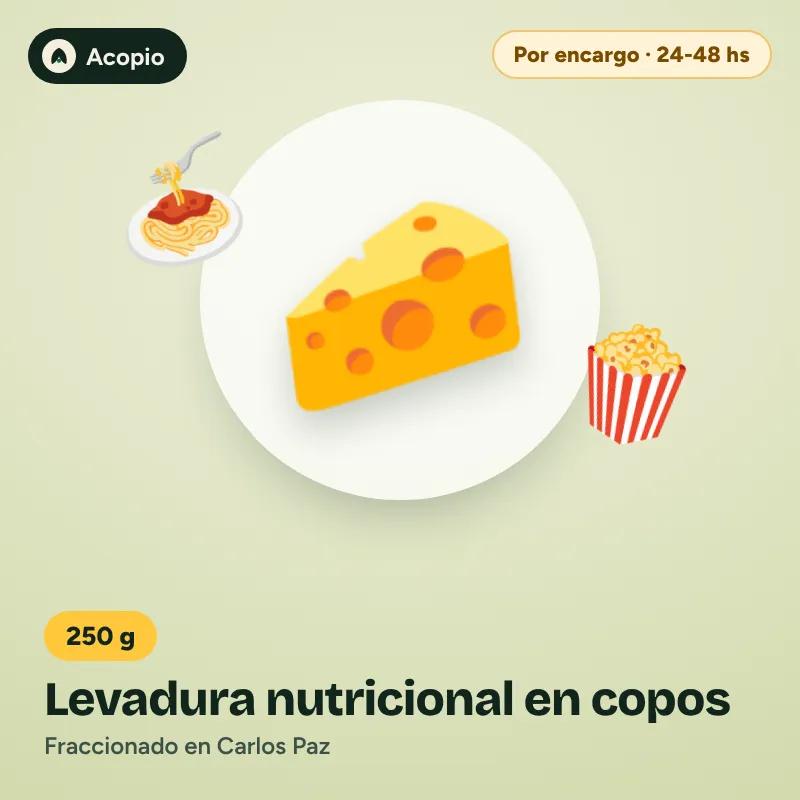 Acopio
Por encargo · 24-48 hs
250 g
Levadura nutricional en copos
Fraccionado en Carlos Paz